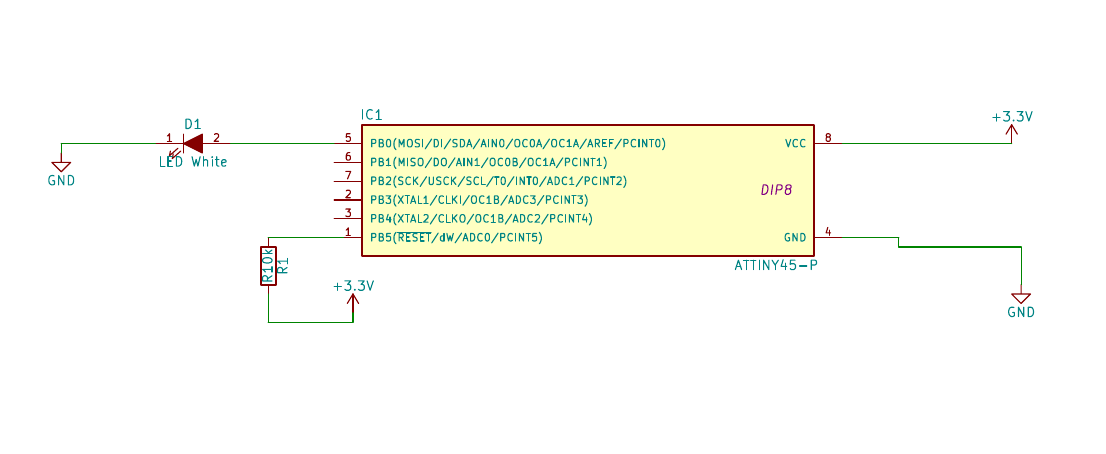 IC1
+3.3V
D1
1 2 5 PB0(MOSI/DI/SDA/AIN0/OC0A/OC1A/AREF/PCINT0) VCC 8
LED White 6 PB1(MISO/DO/AIN1/OC0B/OC1A/PCINT1)
GND 7 PB2(SCK/USCK/SCL/T0/INT0/ADC1/PCINT2)
DIP8
2 PB3(XTAL1/CLKI/OC1B/ADC3/PCINT3)
3 PB4(XTAL2/CLKO/OC1B/ADC2/PCINT4)
1 PB5(RESET/dW/ADC0/PCINT5) GND 4
R10k
R1
ATTINY45-P
+3.3V
GND